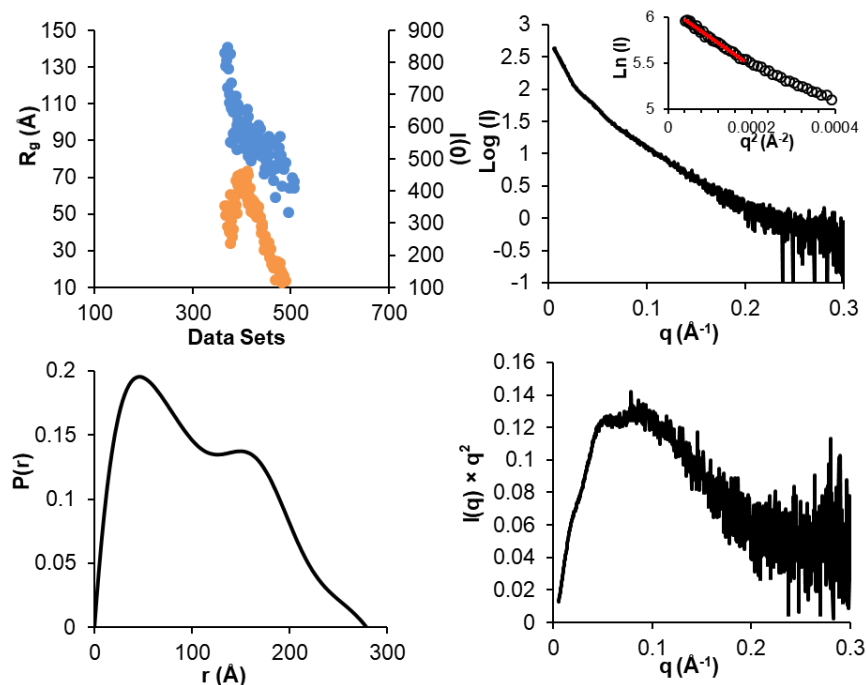 150
130
110
90
70
50
30
10
R_g (Å)
900
800
700
600
500
400
300
200
100
I(0)
100 300 500 700
Data Sets
3
2.5
2
1.5
1
0.5
0
-0.5
-1
Log (I)
0 0.1 0.2 0.3
q (Å⁻¹)
6
5.5
5
Ln (I)
0 0.0002 0.0004
q² (Å⁻²)
0.2
0.15
0.1
0.05
0
P(r)
0 100 200 300
r (Å)
0.16
0.14
0.12
0.1
0.08
0.06
0.04
0.02
0
I(q) × q²
0 0.1 0.2 0.3
q (Å⁻¹)